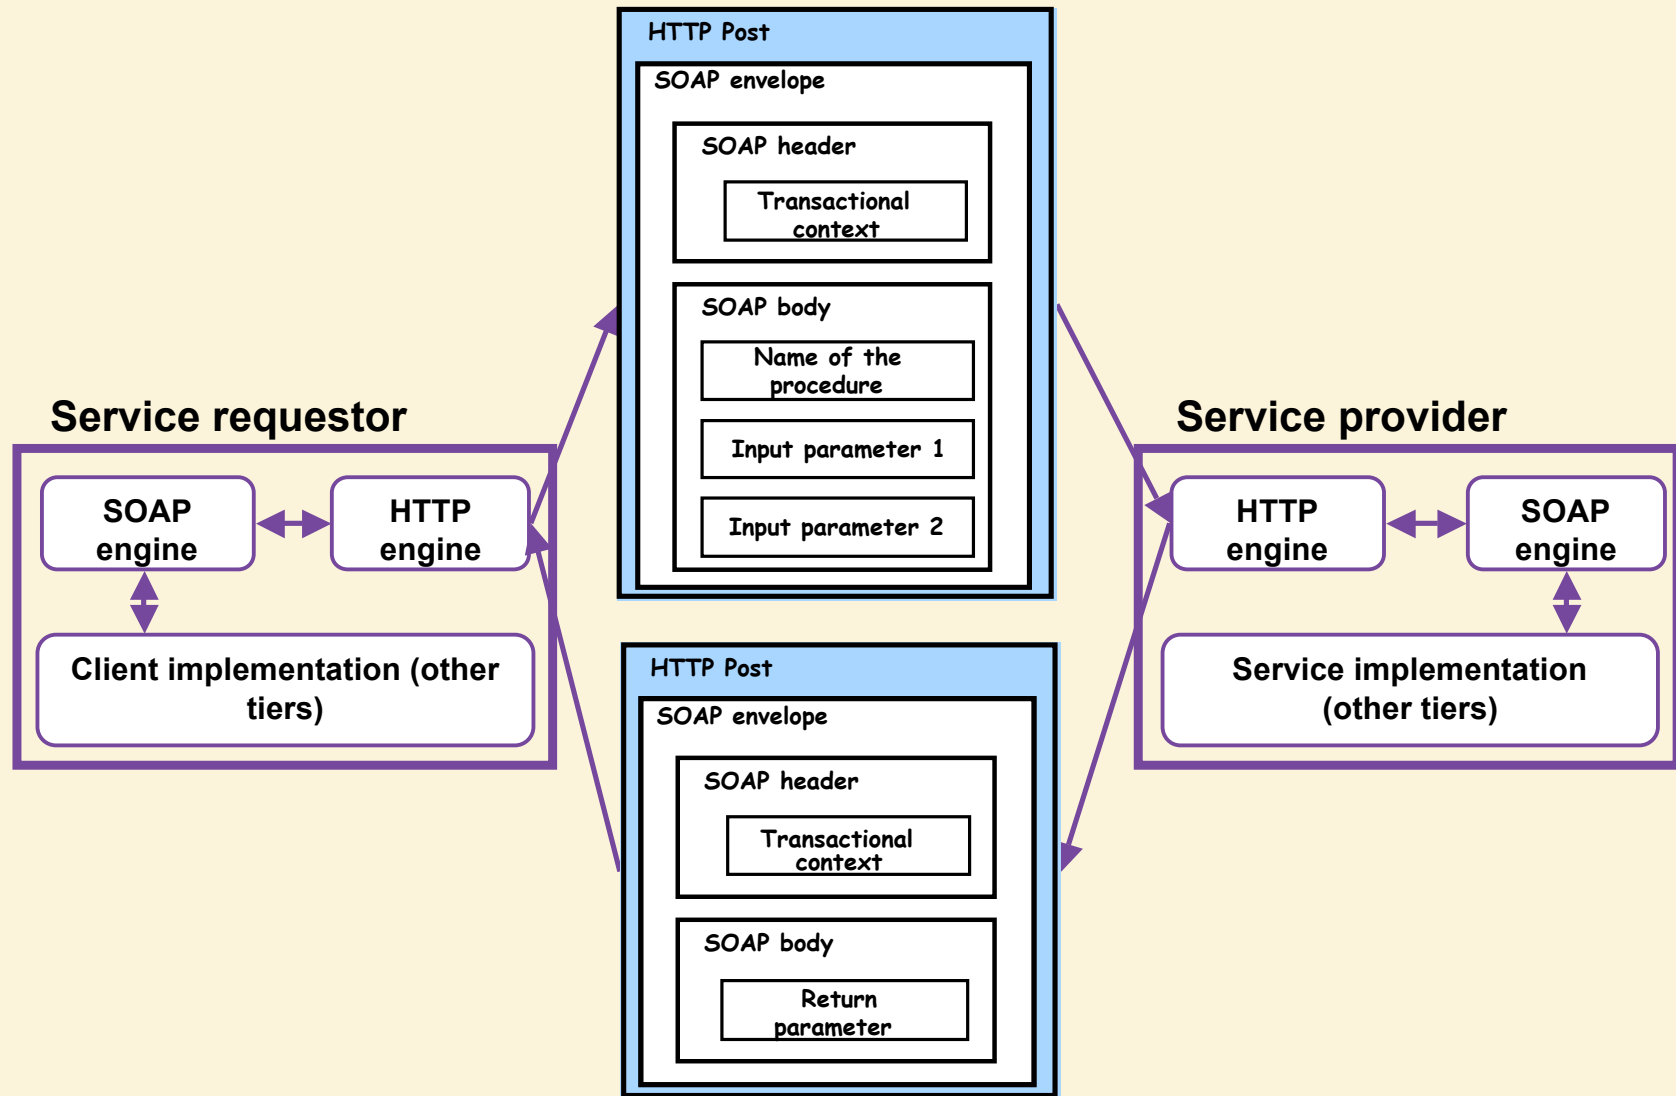 HTTP Post
SOAP envelope
SOAP header
Transactional
context
SOAP body
Name of the
procedure
Input parameter 1
Input parameter 2
Service requestor
SOAP
engine
HTTP
engine
Client implementation (other
tiers)
Service provider
HTTP
engine
SOAP
engine
Service implementation
(other tiers)
HTTP Post
SOAP envelope
SOAP header
Transactional
context
SOAP body
Return
parameter